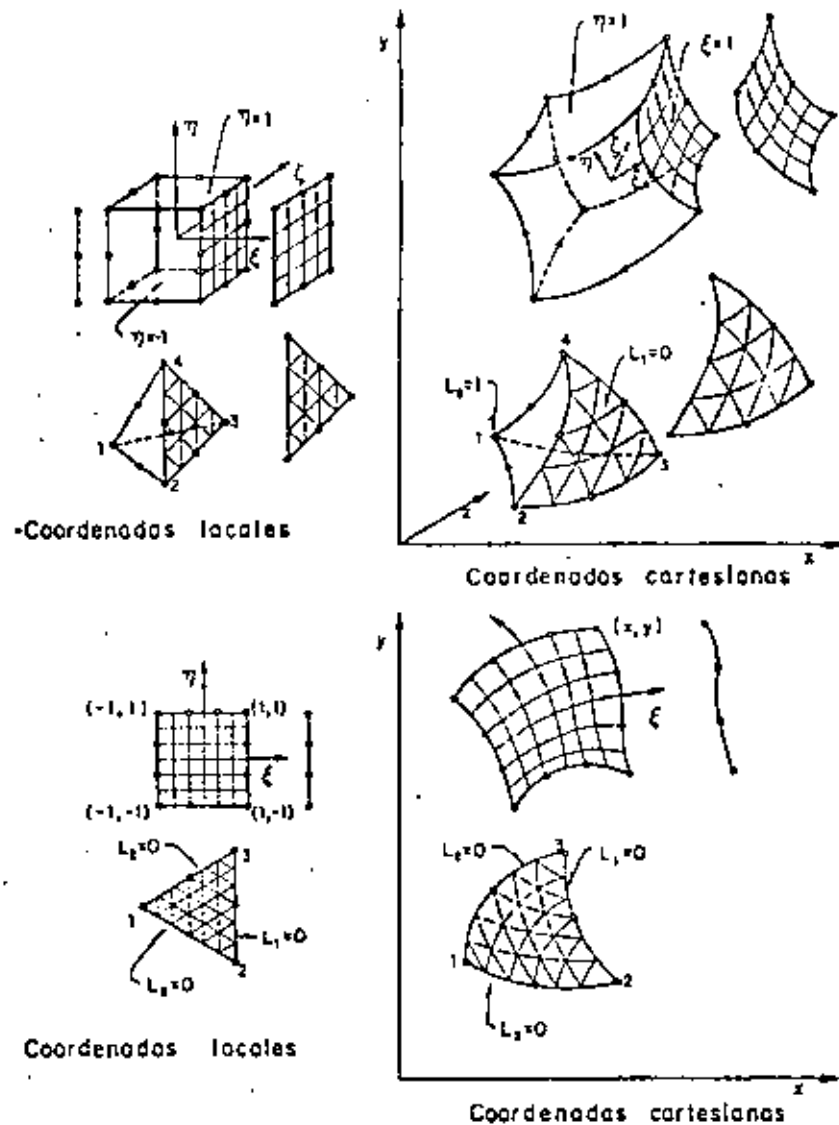 y
η=1
ξ=1
η
η=1
ζ
ξ
η=-1
η
ζ
ξ
4
1
3
2
4
L₁=0
1
3
2
z
x
-Coordenadas locales
Coordenadas cartesianas
y
(x,y)
ξ
η
(-1,1)
(1,1)
ξ
(-1,-1)
(1,-1)
L₂=0
3
1
L₁=0
2
L₃=0
3
L₂=0
L₁=0
1
2
L₃=0
Coordenadas locales
x
Coordenadas cartesianas